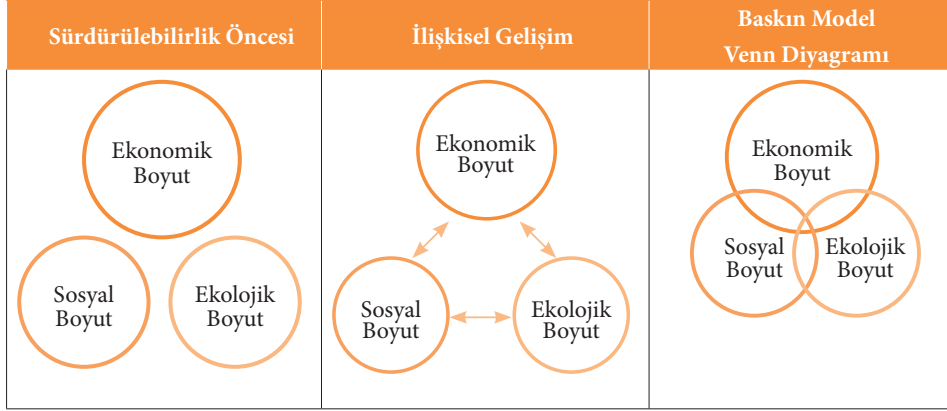 Sürdürülebilirlik Öncesi
İlişkisel Gelişim
Baskın Model
Venn Diyagramı
Ekonomik
Boyut
Sosyal
Boyut
Ekolojik
Boyut
Ekonomik
Boyut
Sosyal
Boyut
Ekolojik
Boyut
Ekonomik
Boyut
Sosyal
Boyut
Ekolojik
Boyut